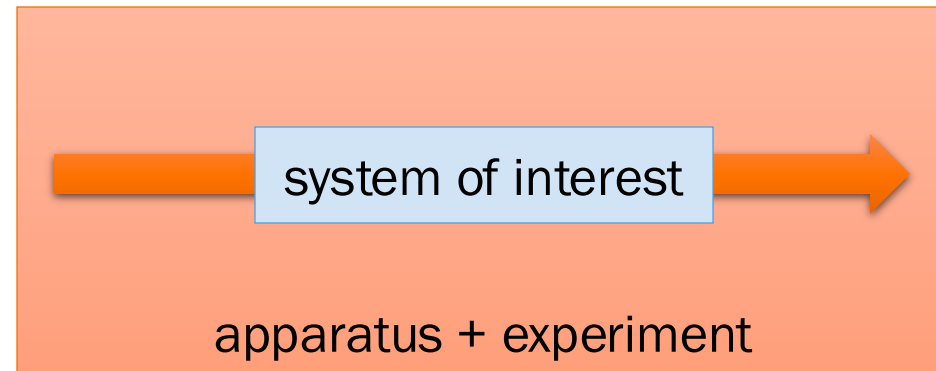 system of interest
apparatus + experiment